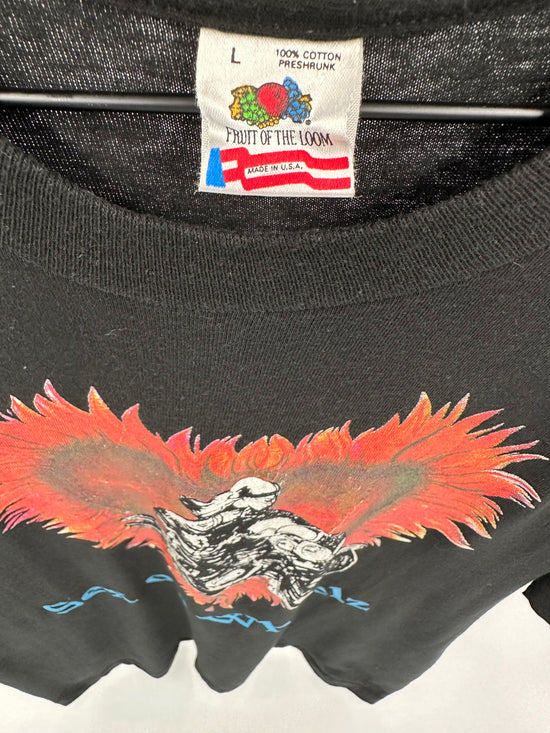 L
100% COTTON
PRESHRUNK
FRUIT OF THE LOOM
®
MADE IN U.S.A.